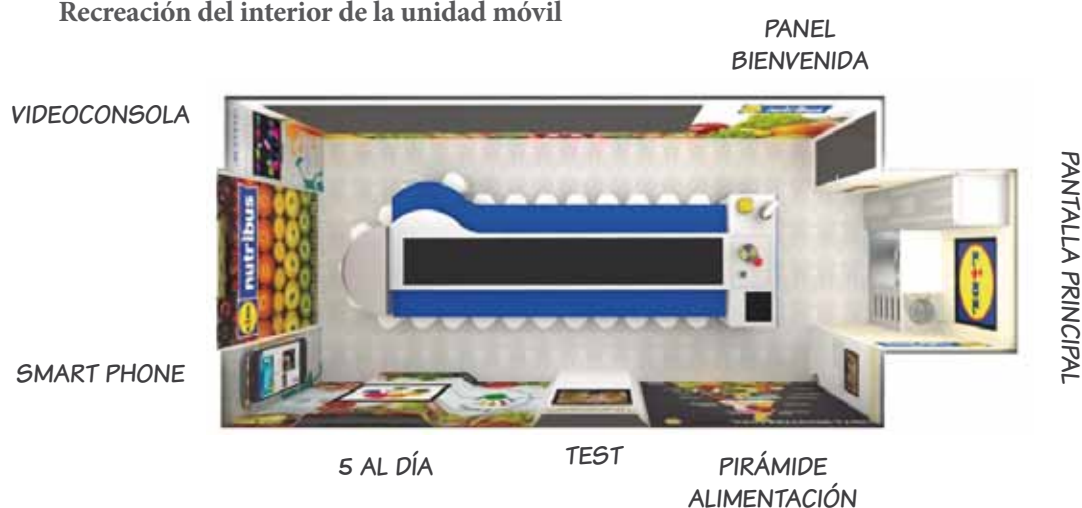 Recreación del interior de la unidad móvil
PANEL
BIENVENIDA
VIDEOCONSOLA
PANTALLA PRINCIPAL
nutribus
LIDL
SMART PHONE
5 AL DÍA
TEST
PIRÁMIDE
ALIMENTACIÓN